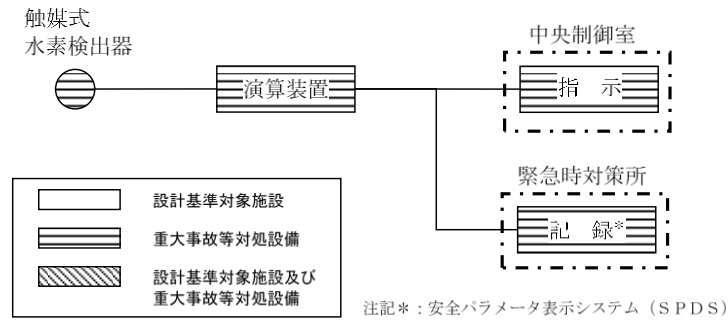 触媒式
水素検出器
演算装置
中央制御室
指　示
緊急時対策所
記　録*
設計基準対象施設
重大事故等対処設備
設計基準対象施設及び
重大事故等対処設備
注記＊：安全パラメータ表示システム（ＳＰＤＳ）